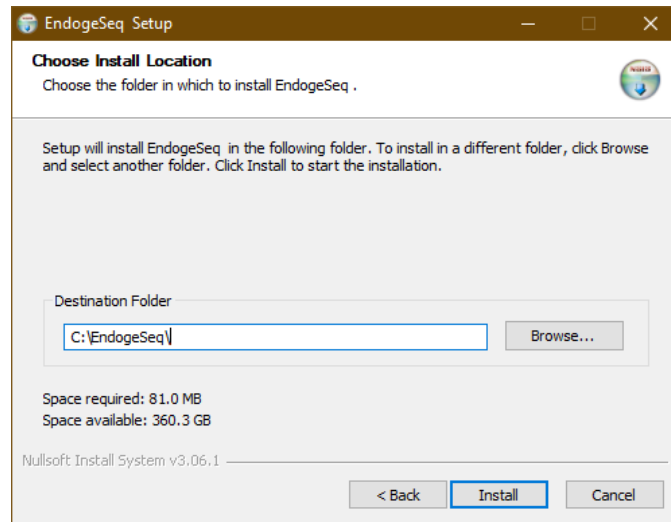 EndogeSeq Setup
Choose Install Location
Choose the folder in which to install EndogeSeq .
Setup will install EndogeSeq in the following folder. To install in a different folder, click Browse
and select another folder. Click Install to start the installation.
Destination Folder
C:\EndogeSeq\
Browse...
Space required: 81.0 MB
Space available: 360.3 GB
Nullsoft Install System v3.06.1
< Back
Install
Cancel